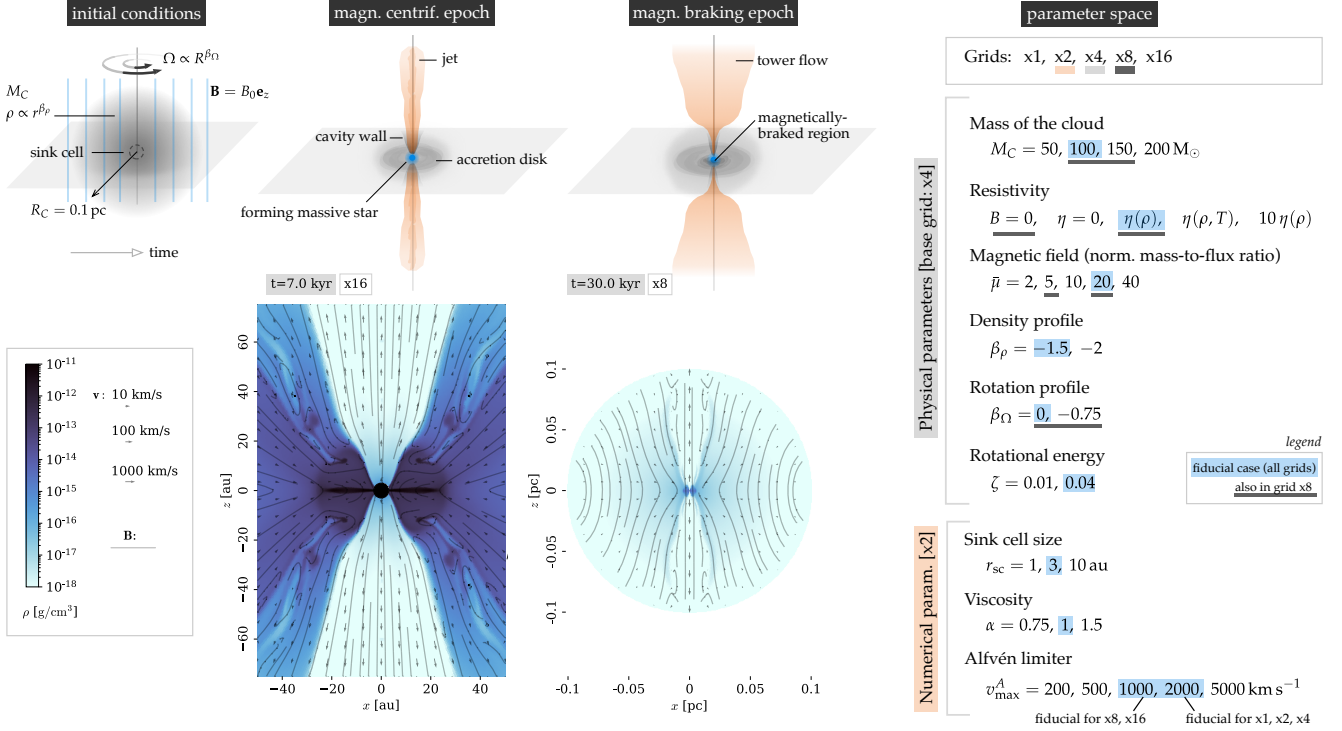 initial conditions
magn. centrif. epoch
magn. braking epoch
parameter space
Ω ∝ R^{β_Ω}
M_C
ρ ∝ r^{β_ρ}
B = B_0 e_z
sink cell
R_C = 0.1 pc
time
jet
cavity wall
accretion disk
forming massive star
tower flow
magnetically-
braked region
t=7.0 kyr x16
t=30.0 kyr x8
10^{-11}
10^{-12}
10^{-13}
10^{-14}
10^{-15}
10^{-16}
10^{-17}
10^{-18}
ρ [g/cm^3]
v: 10 km/s
100 km/s
1000 km/s
B:
60
40
20
0
−20
−40
−60
z [au]
−40 −20 0 20 40
x [au]
0.1
0.05
0
-0.05
-0.1
z [pc]
-0.1 -0.05 0 0.05 0.1
x [pc]
Grids: x1, x2, x4, x8, x16
Physical parameters [base grid: x4]
Mass of the cloud
M_C = 50, 100, 150, 200 M_⊙
Resistivity
B = 0, η = 0, η(ρ), η(ρ, T), 10 η(ρ)
Magnetic field (norm. mass-to-flux ratio)
μ̄ = 2, 5, 10, 20, 40
Density profile
β_ρ = −1.5, −2
Rotation profile
β_Ω = 0, −0.75
Rotational energy
ζ = 0.01, 0.04
legend
fiducial case (all grids)
also in grid x8
Numerical param. [x2]
Sink cell size
r_sc = 1, 3, 10 au
Viscosity
α = 0.75, 1, 1.5
Alfvén limiter
v^A_max = 200, 500, 1000, 2000, 5000 km s^{−1}
fiducial for x8, x16
fiducial for x1, x2, x4